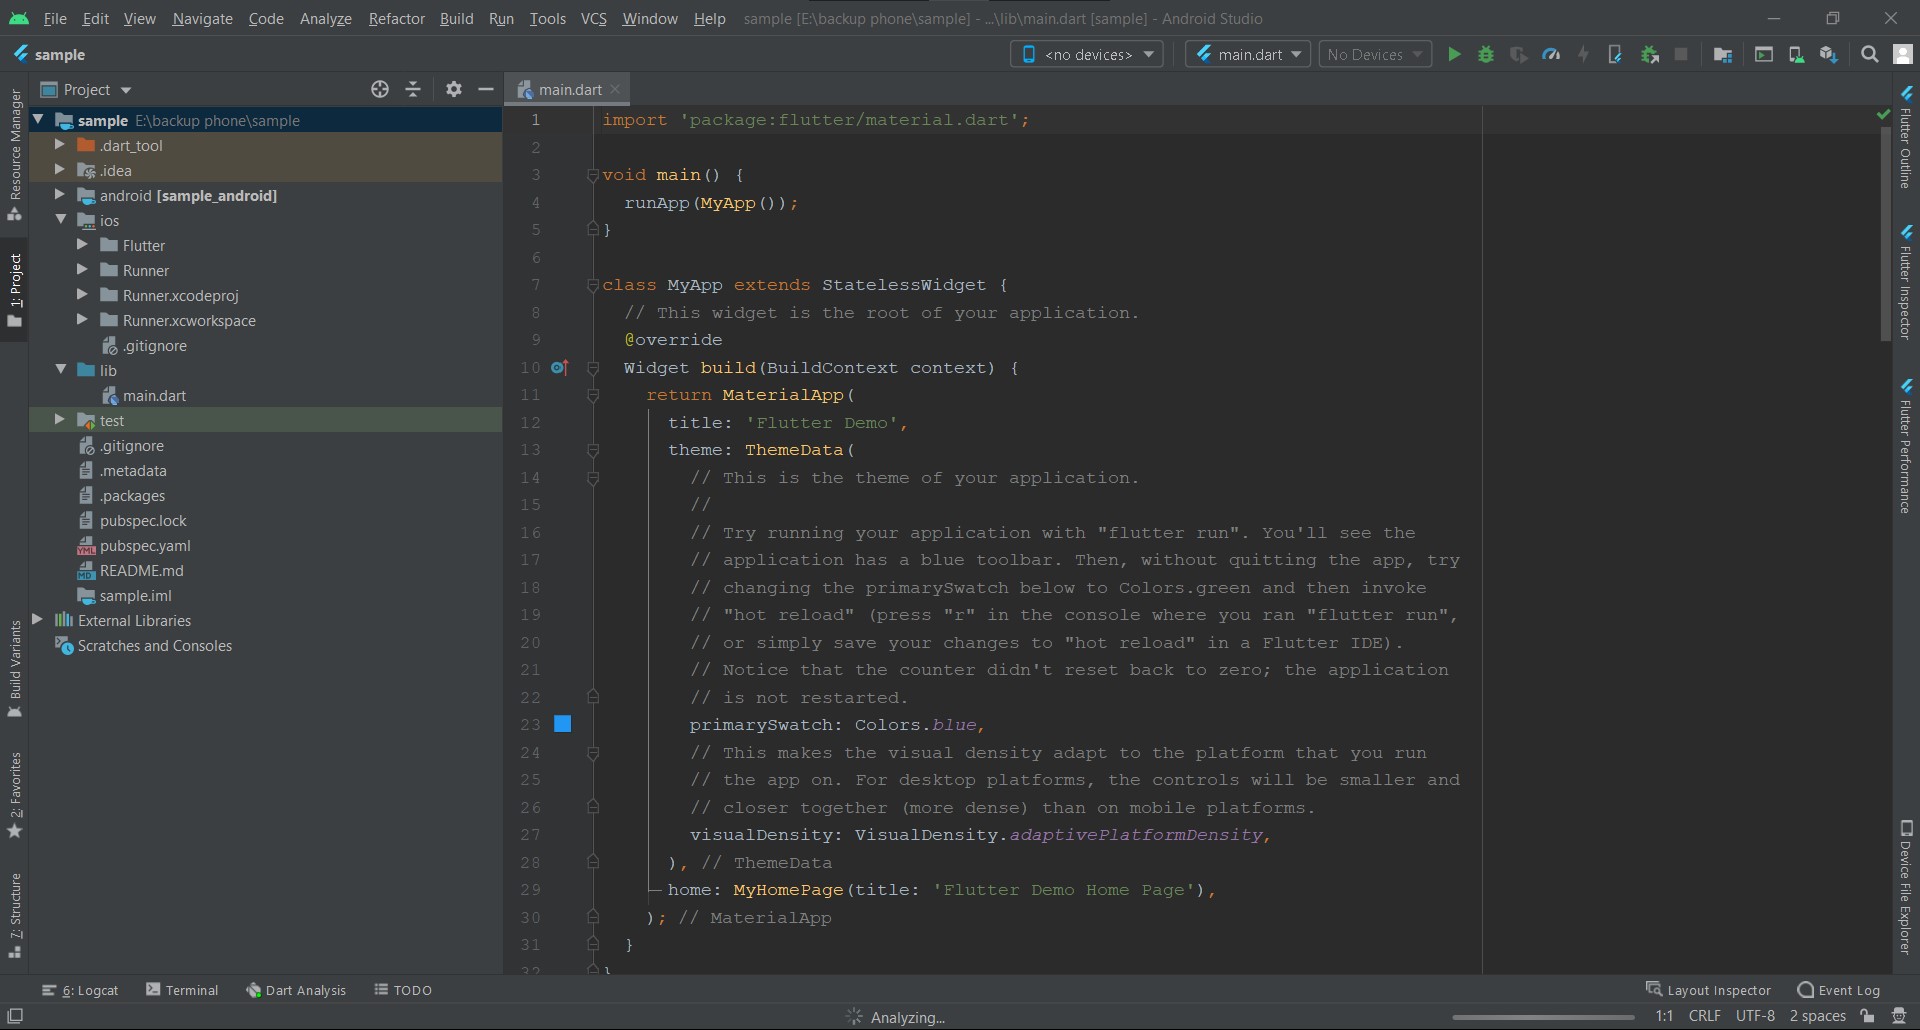 File Edit View Navigate Code Analyze Refactor Build Run Tools VCS Window Help sample [E:\backup phone\sample] - ...\lib\main.dart [sample] - Android Studio
sample
<no devices>
main.dart
No Devices
Project
main.dart
Resource Manager
1: Project
Build Variants
2: Favorites
7: Structure
sample E:\backup phone\sample
.dart_tool
.idea
android [sample_android]
ios
Flutter
Runner
Runner.xcodeproj
Runner.xcworkspace
.gitignore
lib
main.dart
test
.gitignore
.metadata
.packages
pubspec.lock
pubspec.yaml
README.md
sample.iml
External Libraries
Scratches and Consoles
1 import 'package:flutter/material.dart';
2
3 void main() {
4 runApp(MyApp());
5 }
6
7 class MyApp extends StatelessWidget {
8 // This widget is the root of your application.
9 @override
10 Widget build(BuildContext context) {
11 return MaterialApp(
12 title: 'Flutter Demo',
13 theme: ThemeData(
14 // This is the theme of your application.
15 //
16 // Try running your application with "flutter run". You'll see the
17 // application has a blue toolbar. Then, without quitting the app, try
18 // changing the primarySwatch below to Colors.green and then invoke
19 // "hot reload" (press "r" in the console where you ran "flutter run",
20 // or simply save your changes to "hot reload" in a Flutter IDE).
21 // Notice that the counter didn't reset back to zero; the application
22 // is not restarted.
23 primarySwatch: Colors.blue,
24 // This makes the visual density adapt to the platform that you run
25 // the app on. For desktop platforms, the controls will be smaller and
26 // closer together (more dense) than on mobile platforms.
27 visualDensity: VisualDensity.adaptivePlatformDensity,
28 ), // ThemeData
29 home: MyHomePage(title: 'Flutter Demo Home Page'),
30 ); // MaterialApp
31 }
32 }
Flutter Outline
Flutter Inspector
Flutter Performance
Device File Explorer
6: Logcat
Terminal
Dart Analysis
TODO
Layout Inspector
Event Log
Analyzing...
1:1 CRLF UTF-8 2 spaces